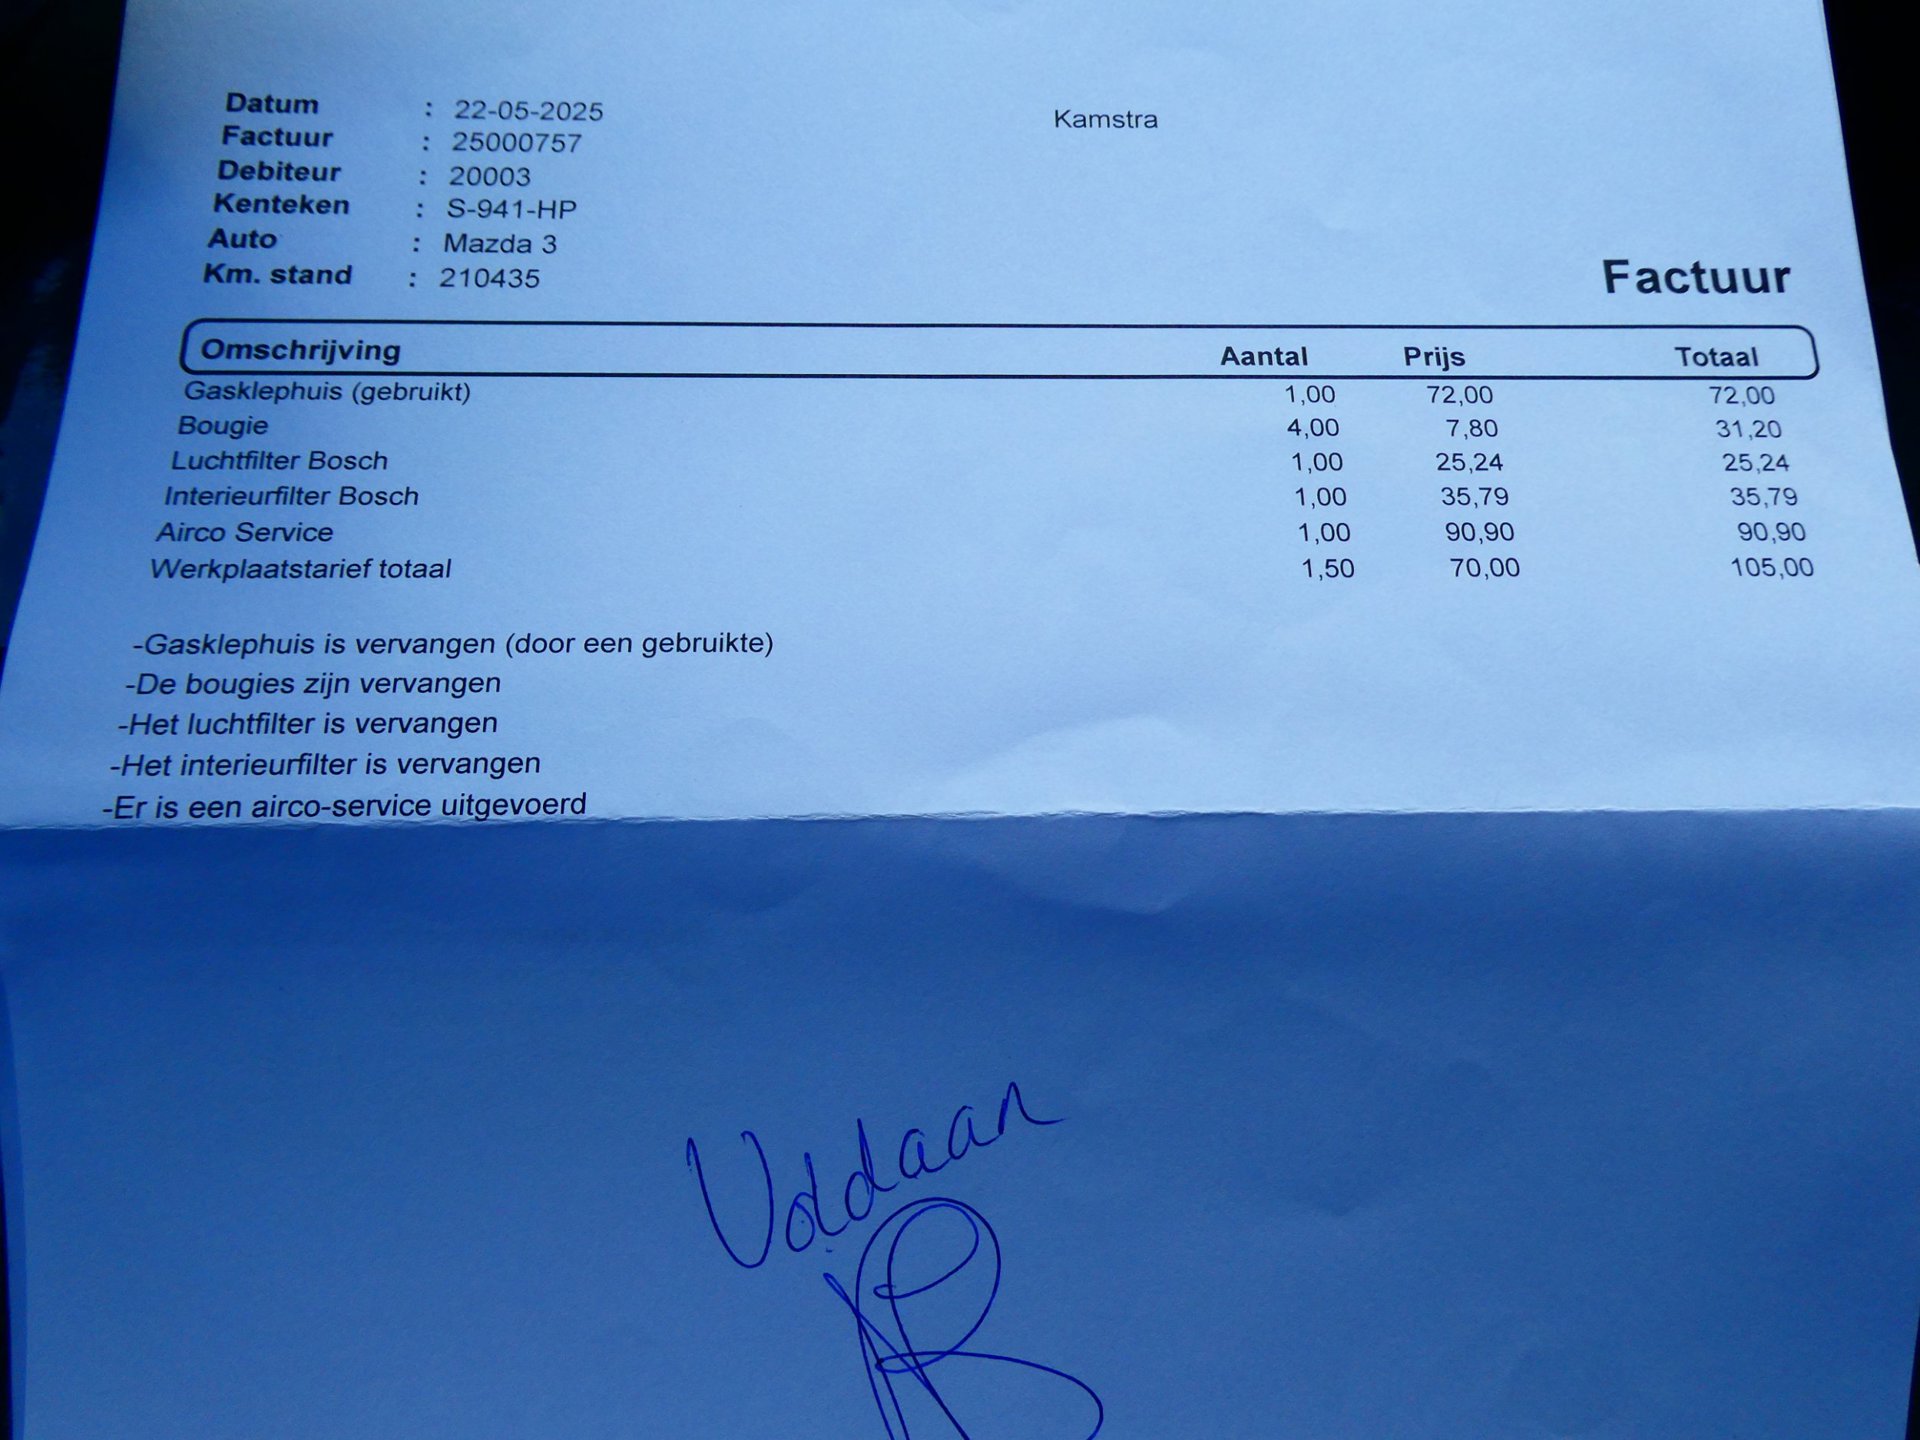 Datum : 22-05-2025
Kamstra
Factuur : 25000757
Debiteur : 20003
Kenteken : S-941-HP
Auto : Mazda 3
Km. stand : 210435
Factuur
Omschrijving Aantal Prijs Totaal
Gasklephuis (gebruikt) 1,00 72,00 72,00
Bougie 4,00 7,80 31,20
Luchtfilter Bosch 1,00 25,24 25,24
Interieurfilter Bosch 1,00 35,79 35,79
Airco Service 1,00 90,90 90,90
Werkplaatstarief totaal 1,50 70,00 105,00
-Gasklephuis is vervangen (door een gebruikte)
-De bougies zijn vervangen
-Het luchtfilter is vervangen
-Het interieurfilter is vervangen
-Er is een airco-service uitgevoerd
Voldaan